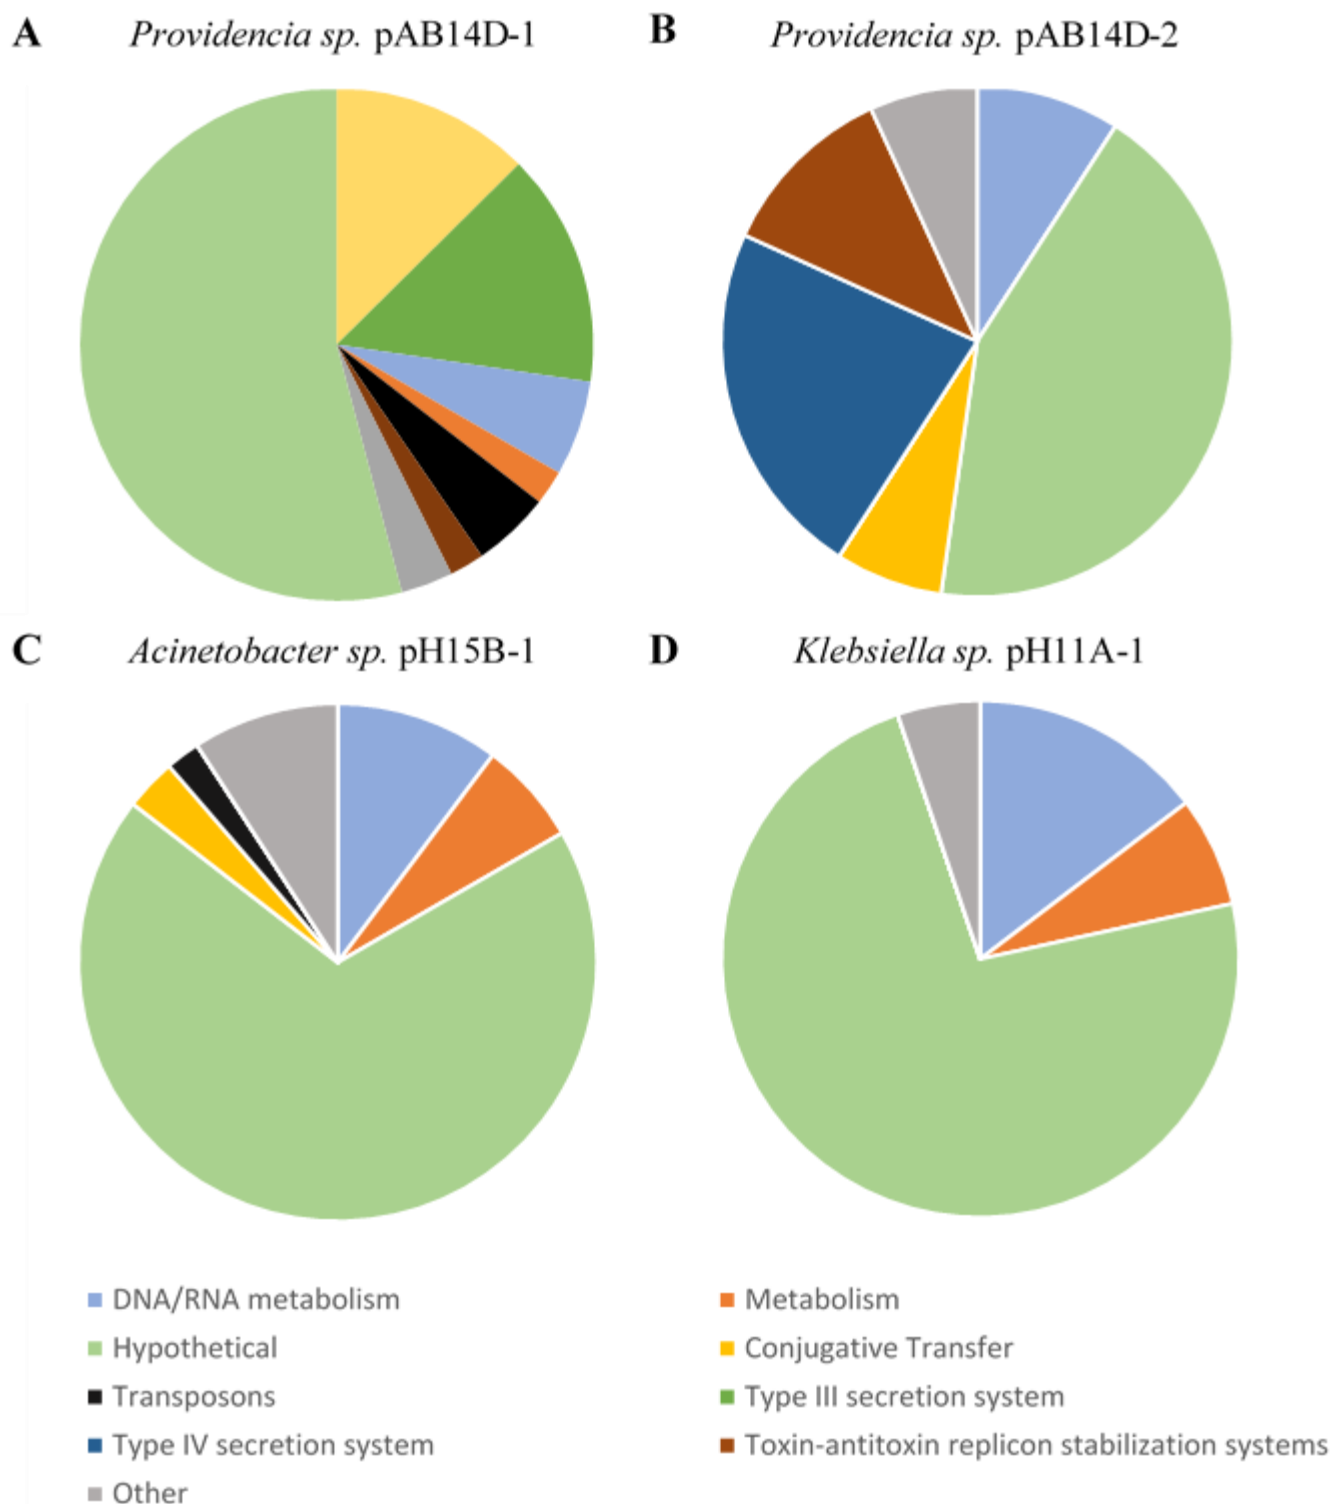 A Providencia sp. pAB14D-1
B Providencia sp. pAB14D-2
C Acinetobacter sp. pH15B-1
D Klebsiella sp. pH11A-1
DNA/RNA metabolism
Metabolism
Hypothetical
Conjugative Transfer
Transposons
Type III secretion system
Type IV secretion system
Toxin-antitoxin replicon stabilization systems
Other